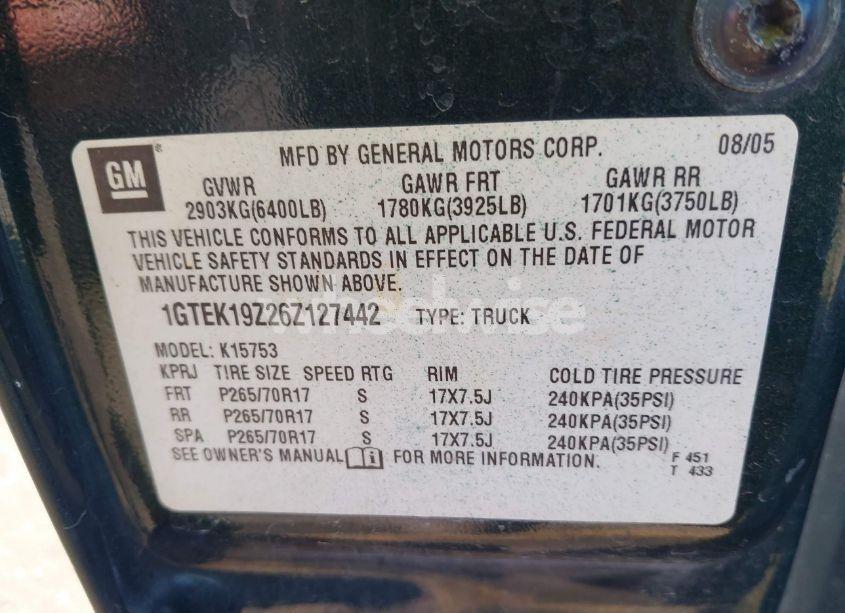 GM
MFD BY GENERAL MOTORS CORP. 08/05
GVWR GAWR FRT GAWR RR
2903KG(6400LB) 1780KG(3925LB) 1701KG(3750LB)
THIS VEHICLE CONFORMS TO ALL APPLICABLE U.S. FEDERAL MOTOR
VEHICLE SAFETY STANDARDS IN EFFECT ON THE DATE OF
MANUFACTURE SHOWN ABOVE.
1GTEK19Z26Z127442 TYPE: TRUCK
wheelwise
MODEL: K15753
KPRJ TIRE SIZE SPEED RTG RIM COLD TIRE PRESSURE
FRT P265/70R17 S 17X7.5J 240KPA(35PSI)
RR P265/70R17 S 17X7.5J 240KPA(35PSI)
SPA P265/70R17 S 17X7.5J 240KPA(35PSI)
SEE OWNER'S MANUAL i FOR MORE INFORMATION.
F 451
T 433